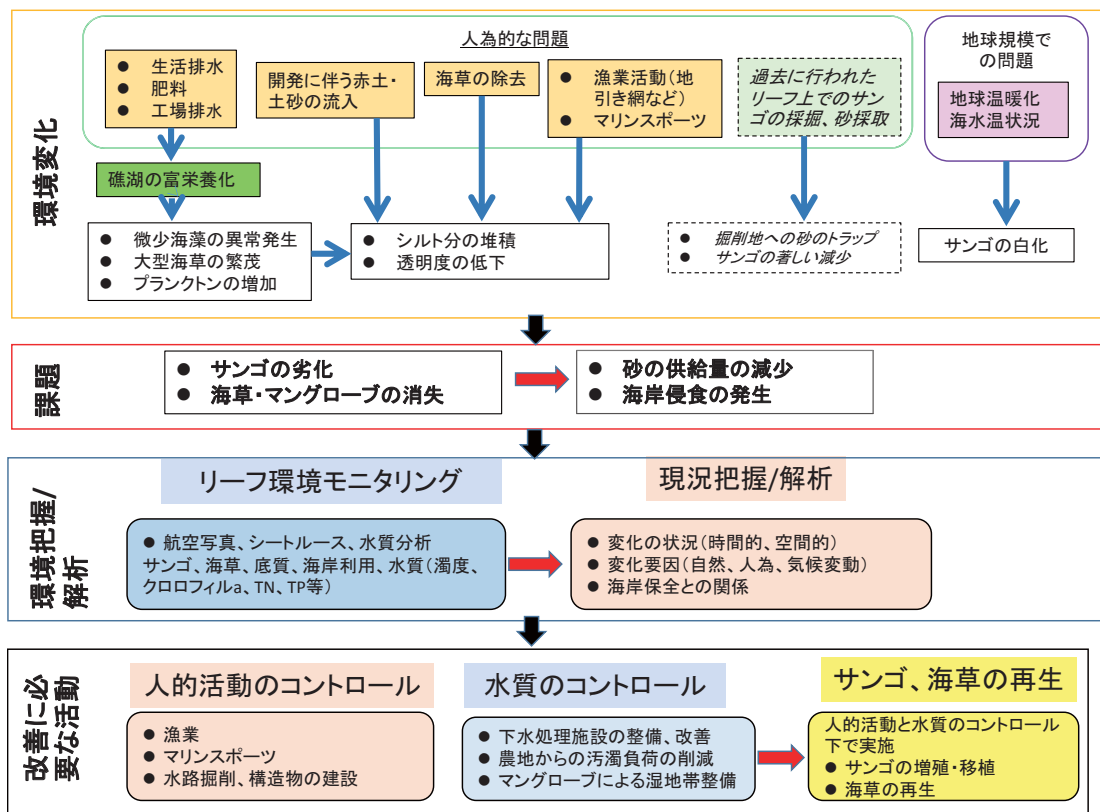 環境変化
人為的な問題
● 生活排水
● 肥料
● 工場排水
開発に伴う赤土・
土砂の流入
海草の除去
● 漁業活動(地
引き網など)
● マリンスポーツ
過去に行われた
リーフ上でのサン
ゴの採掘、砂採取
地球規模で
の問題
地球温暖化
海水温状況
礁湖の富栄養化
● 微少海藻の異常発生
● 大型海草の繁茂
● プランクトンの増加
● シルト分の堆積
● 透明度の低下
● 掘削地への砂のトラップ
● サンゴの著しい減少
サンゴの白化
課題
● サンゴの劣化
● 海草・マングローブの消失
● 砂の供給量の減少
● 海岸侵食の発生
環境把握/
解析
リーフ環境モニタリング
● 航空写真、シートルース、水質分析
サンゴ、海草、底質、海岸利用、水質(濁度、
クロロフィルa、TN、TP等)
現況把握/解析
● 変化の状況(時間的、空間的)
● 変化要因(自然、人為、気候変動)
● 海岸保全との関係
改善に必
要な活動
人的活動のコントロール
● 漁業
● マリンスポーツ
● 水路掘削、構造物の建設
水質のコントロール
● 下水処理施設の整備、改善
● 農地からの汚濁負荷の削減
● マングローブによる湿地帯整備
サンゴ、海草の再生
人的活動と水質のコントロール
下で実施
● サンゴの増殖・移植
● 海草の再生